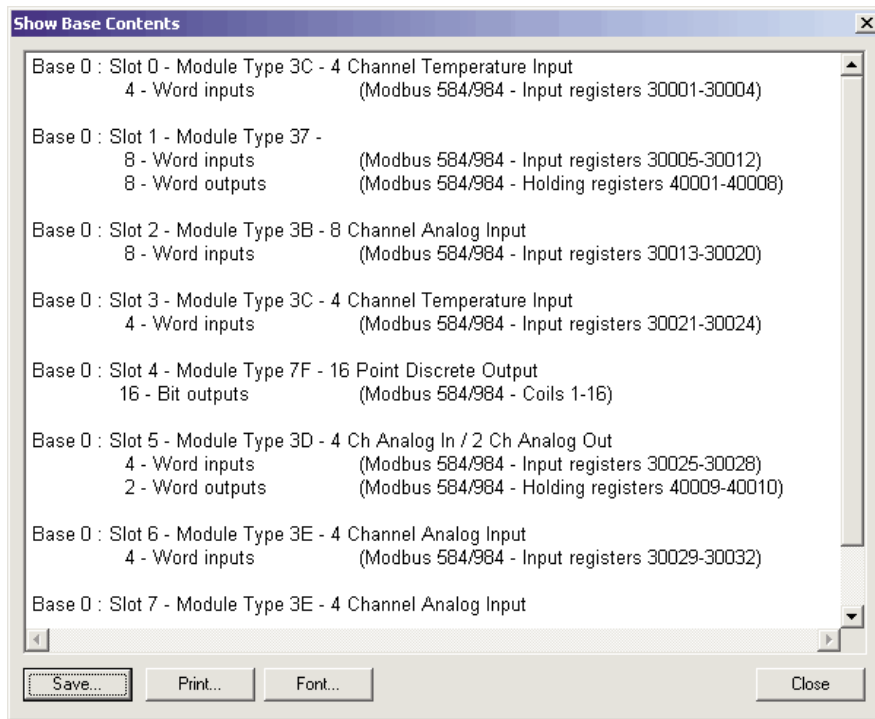 Show Base Contents
Base 0 : Slot 0 - Module Type 3C - 4 Channel Temperature Input
4 - Word inputs (Modbus 584/984 - Input registers 30001-30004)
Base 0 : Slot 1 - Module Type 37 -
8 - Word inputs (Modbus 584/984 - Input registers 30005-30012)
8 - Word outputs (Modbus 584/984 - Holding registers 40001-40008)
Base 0 : Slot 2 - Module Type 3B - 8 Channel Analog Input
8 - Word inputs (Modbus 584/984 - Input registers 30013-30020)
Base 0 : Slot 3 - Module Type 3C - 4 Channel Temperature Input
4 - Word inputs (Modbus 584/984 - Input registers 30021-30024)
Base 0 : Slot 4 - Module Type 7F - 16 Point Discrete Output
16 - Bit outputs (Modbus 584/984 - Coils 1-16)
Base 0 : Slot 5 - Module Type 3D - 4 Ch Analog In / 2 Ch Analog Out
4 - Word inputs (Modbus 584/984 - Input registers 30025-30028)
2 - Word outputs (Modbus 584/984 - Holding registers 40009-40010)
Base 0 : Slot 6 - Module Type 3E - 4 Channel Analog Input
4 - Word inputs (Modbus 584/984 - Input registers 30029-30032)
Base 0 : Slot 7 - Module Type 3E - 4 Channel Analog Input
Save... Print... Font... Close